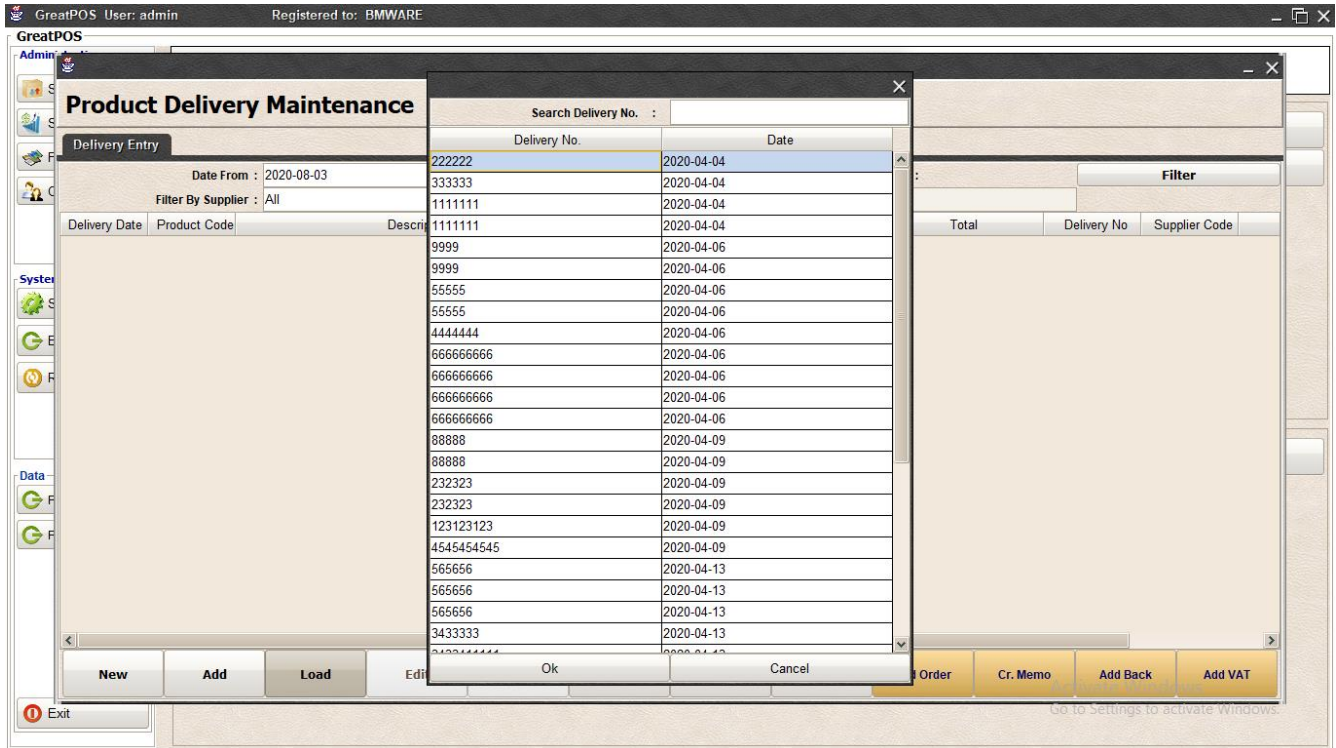 GreatPOS User: admin Registered to: BMWARE
GreatPOS
Product Delivery Maintenance
Search Delivery No. :
Delivery Entry
Delivery No. Date
Date From : 2020-08-03
Filter
Filter By Supplier : All
Delivery Date Product Code Total Delivery No Supplier Code
222222 2020-04-04
333333 2020-04-04
1111111 2020-04-04
1111111 2020-04-04
9999 2020-04-06
9999 2020-04-06
55555 2020-04-06
55555 2020-04-06
4444444 2020-04-06
666666666 2020-04-06
666666666 2020-04-06
666666666 2020-04-06
666666666 2020-04-06
88888 2020-04-09
88888 2020-04-09
232323 2020-04-09
232323 2020-04-09
123123123 2020-04-09
4545454545 2020-04-09
565656 2020-04-13
565656 2020-04-13
565656 2020-04-13
3433333 2020-04-13
Ok Cancel
New Add Load Order Cr. Memo Add Back Add VAT
Data
Exit
Activate Windows
Go to Settings to activate Windows.